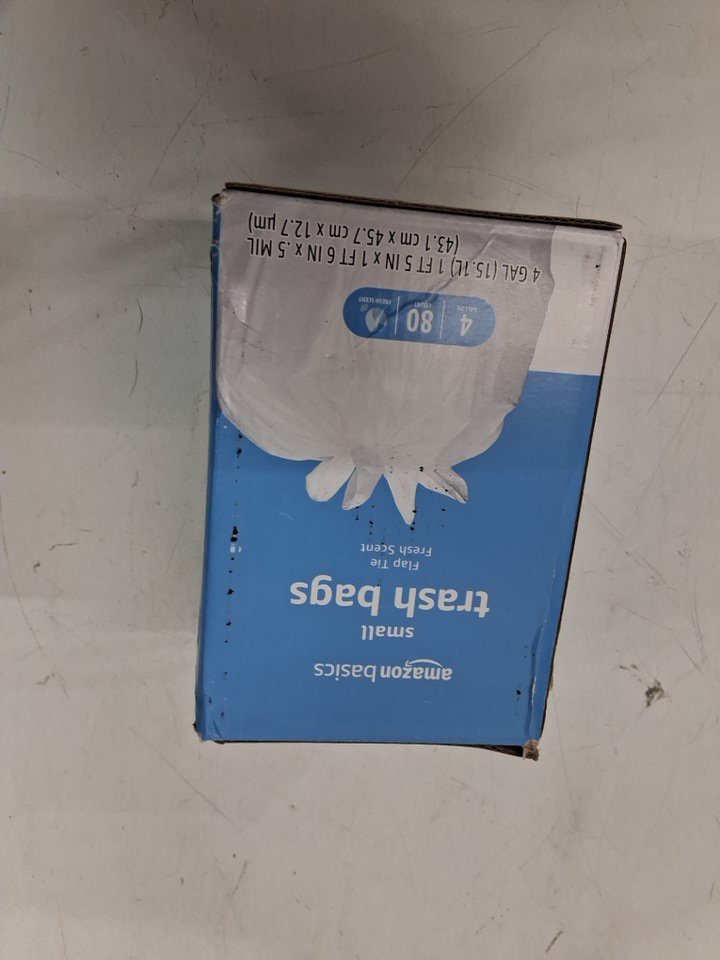 amazon basics
small
trash bags
Flap Tie
Fresh Scent
4
GALLON
80
COUNT
FRESH SCENT
4 GAL (15.1L) 1 FT 5 IN x 1 FT 6 IN x .5 MIL
(43.1 cm x 45.7 cm x 12.7 µm)